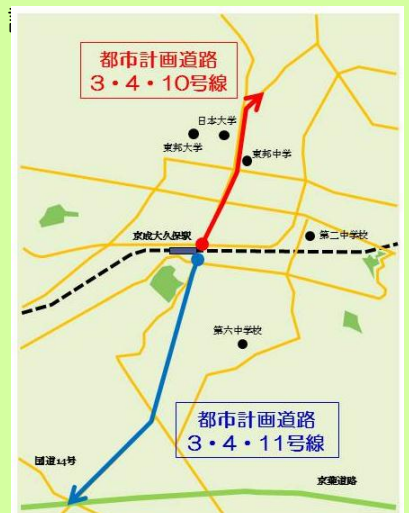 都市計画道路
3・4・10号線
日本大学
東邦大学
東邦中学
京成大久保駅
第二中学校
第六中学校
都市計画道路
3・4・11号線
国道14号
京葉道路